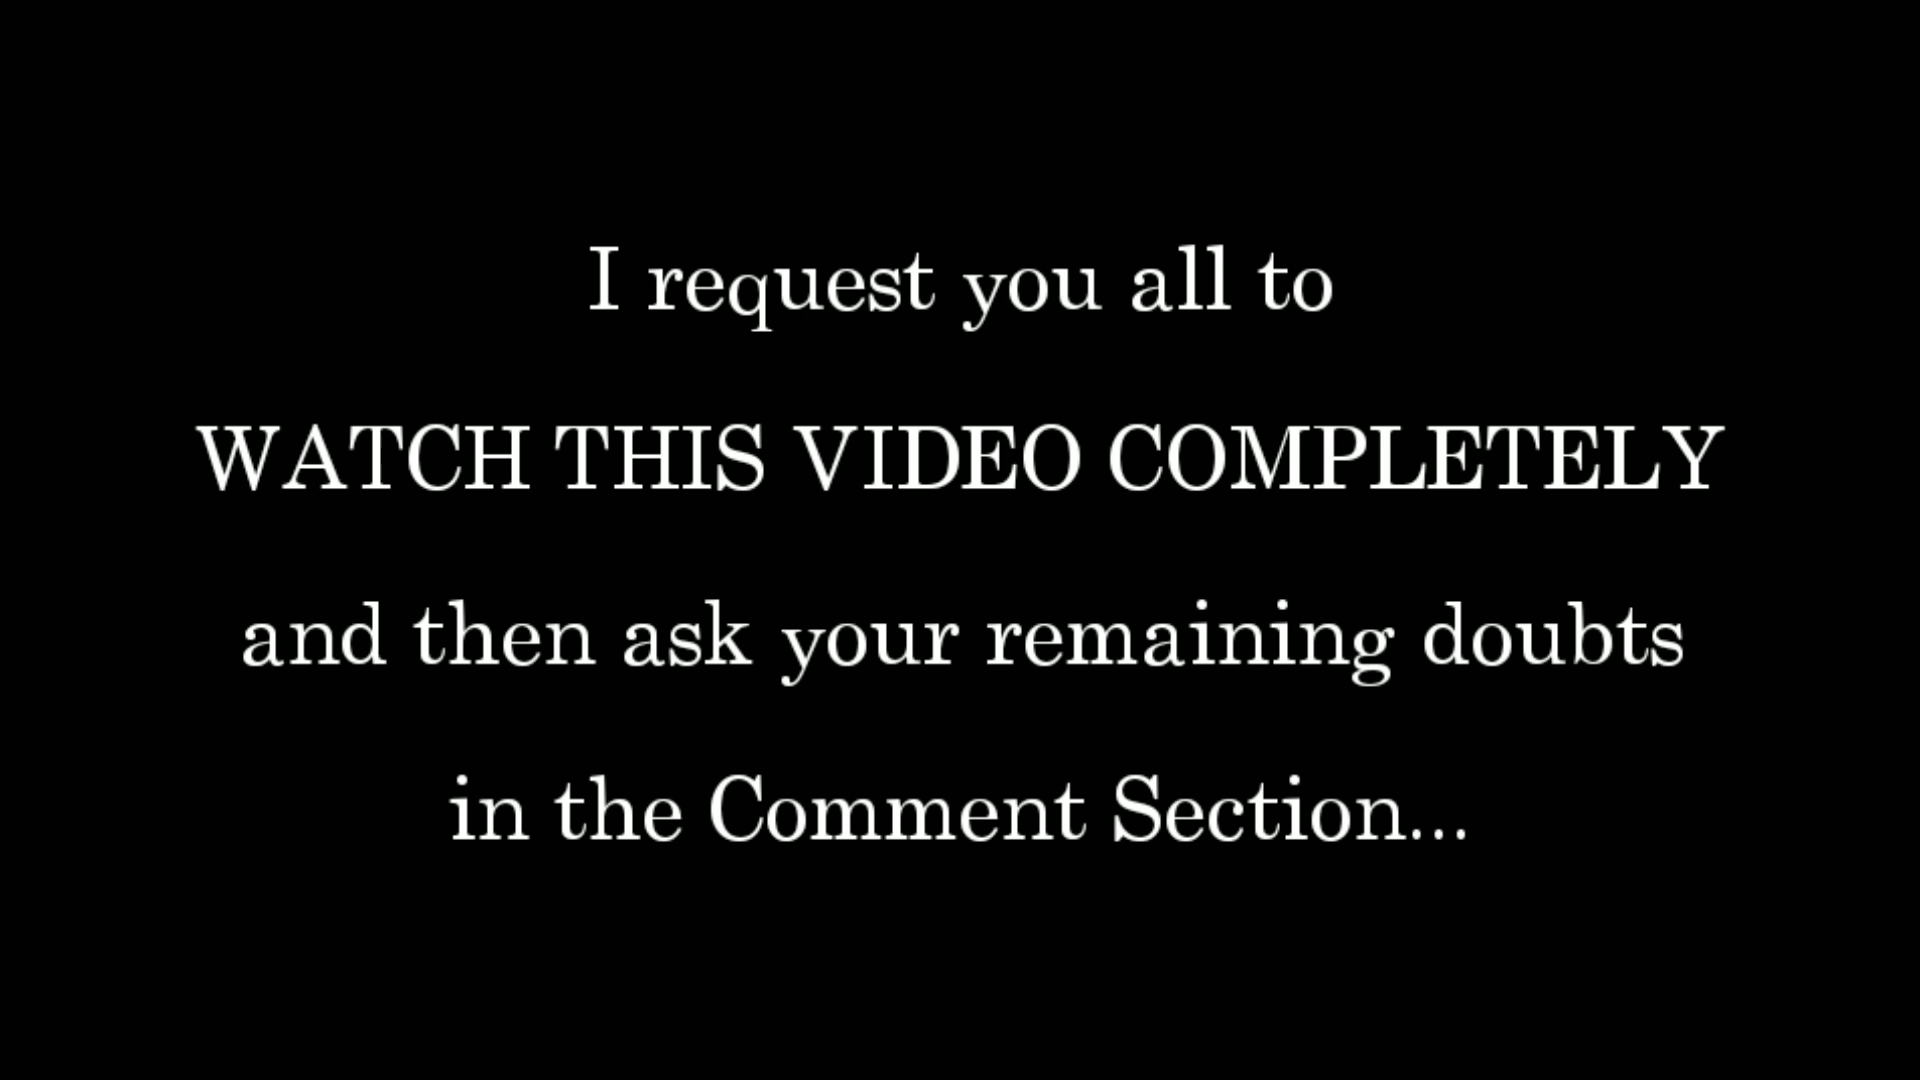 I request you all to
WATCH THIS VIDEO COMPLETELY
and then ask your remaining doubts
in the Comment Section...